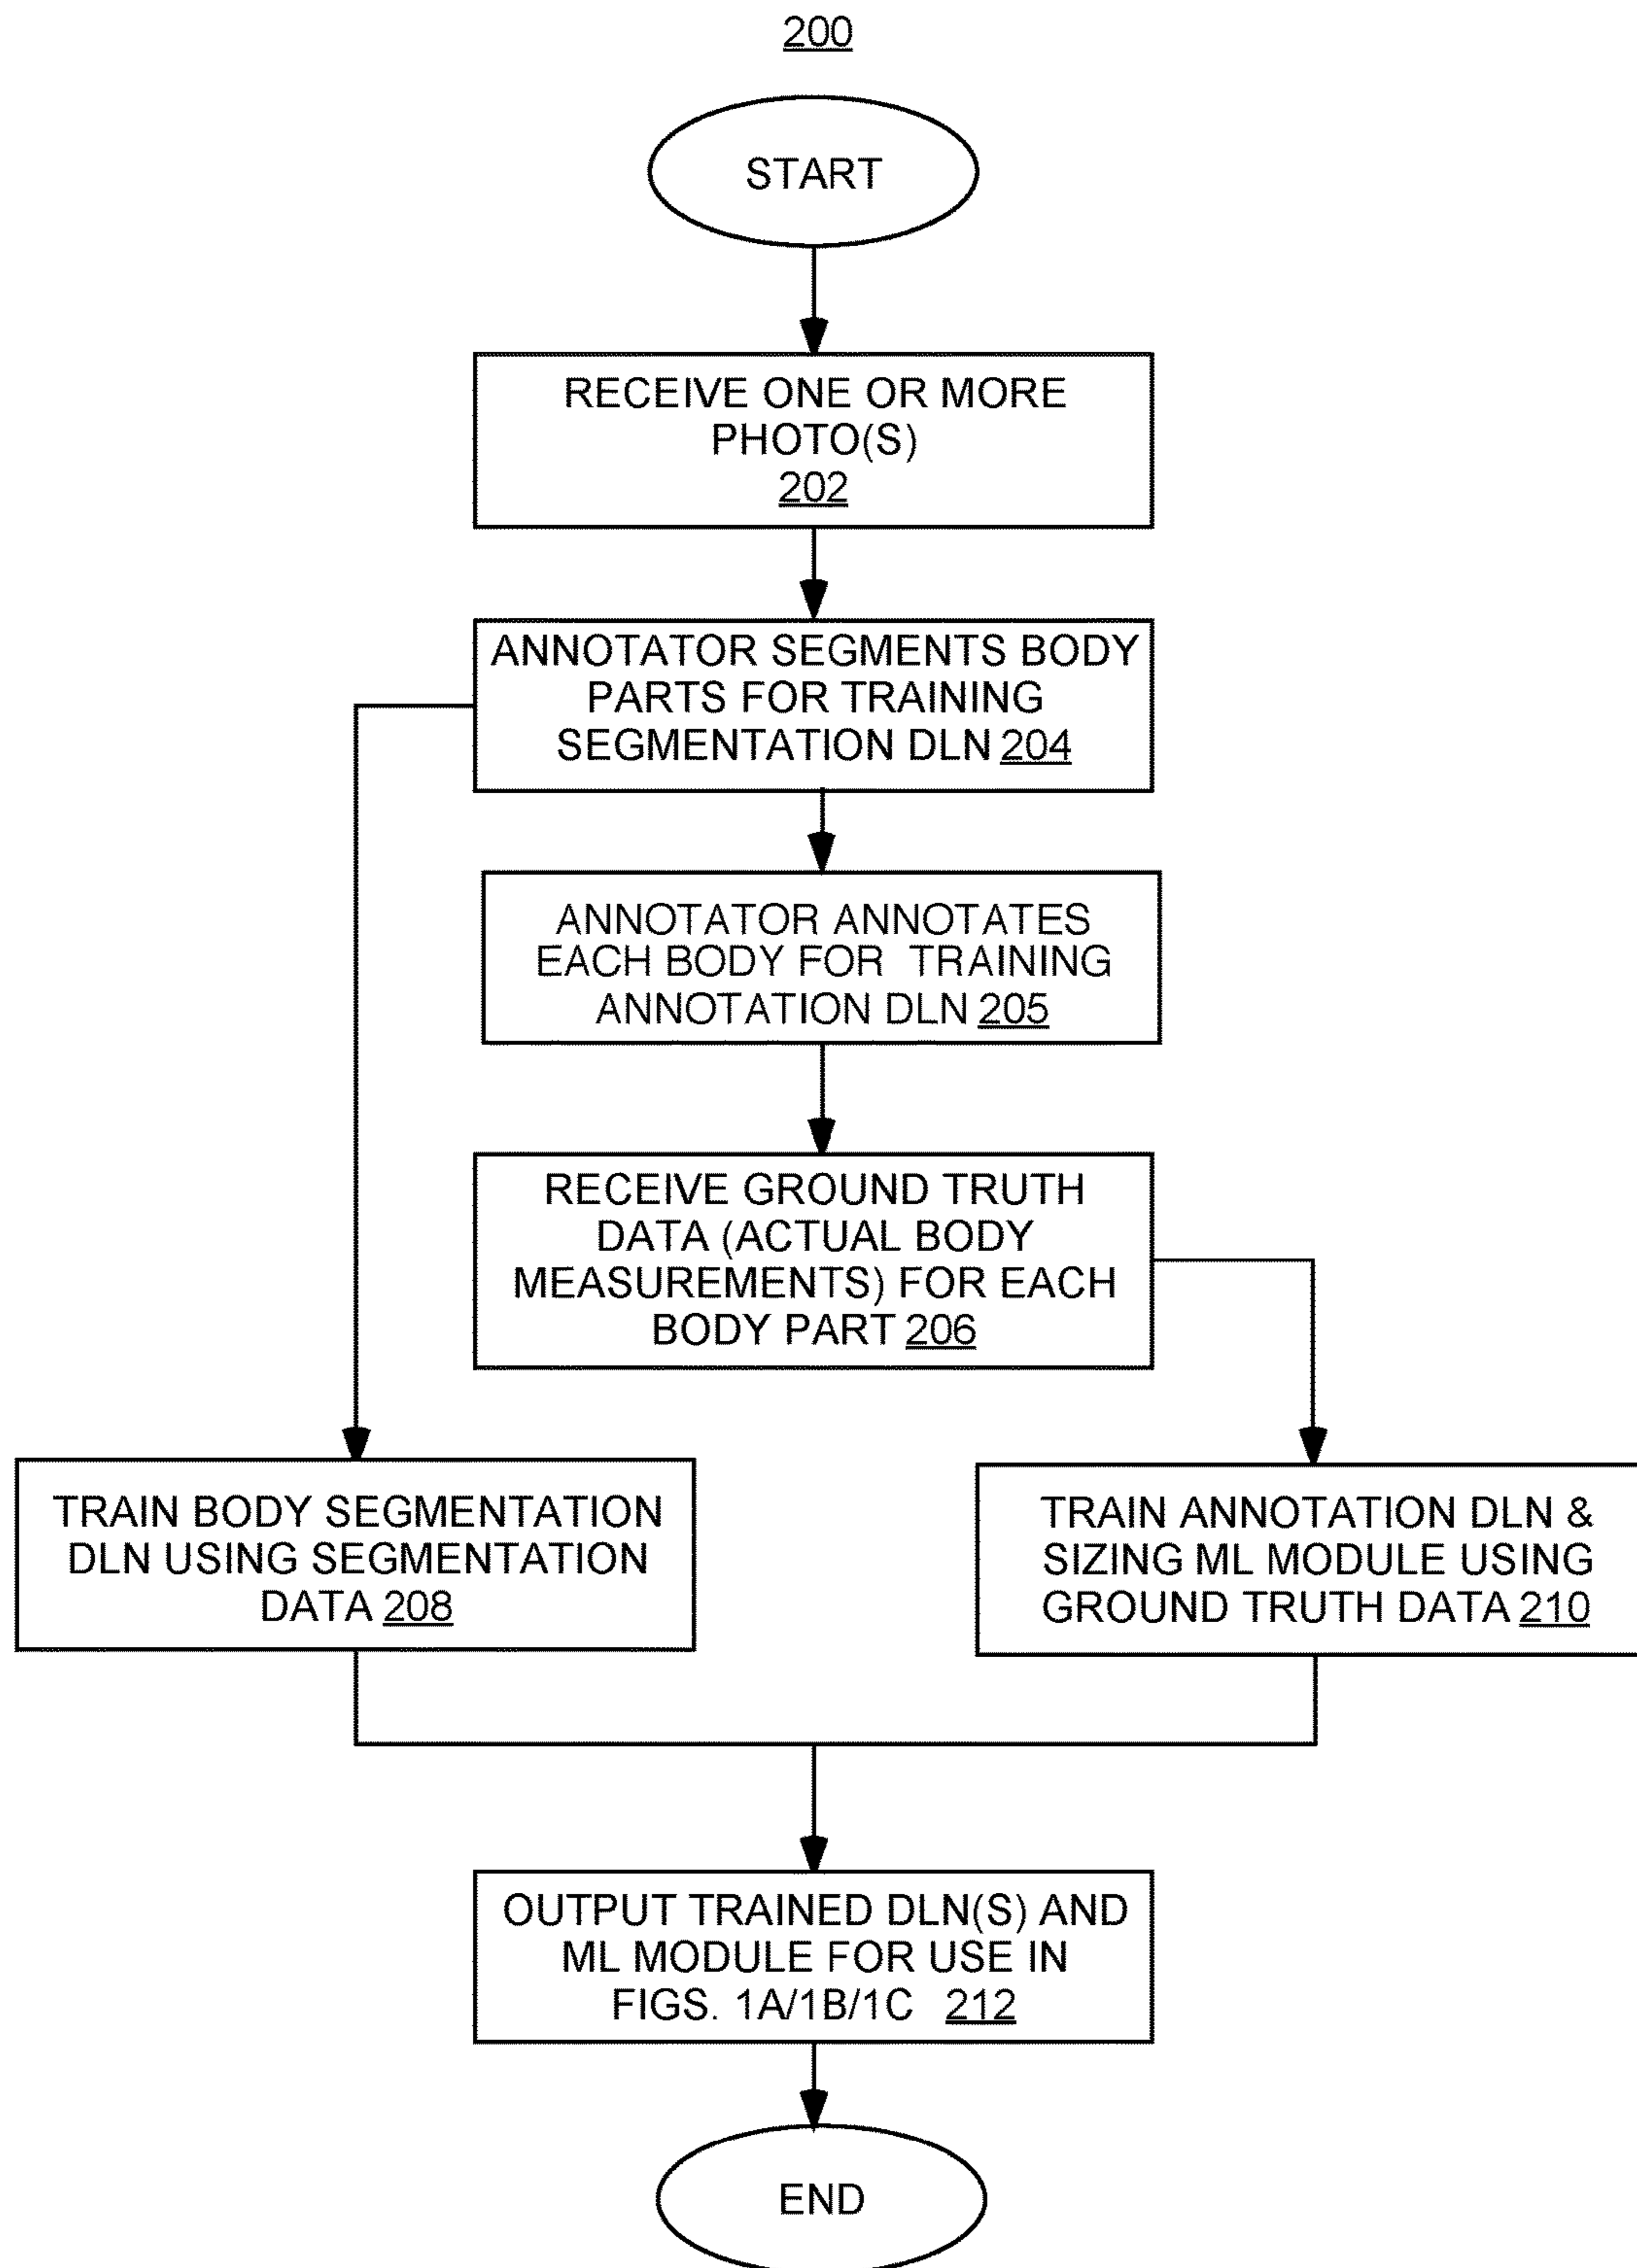 200
START
RECEIVE ONE OR MORE
PHOTO(S)
202
ANNOTATOR SEGMENTS BODY
PARTS FOR TRAINING
SEGMENTATION DLN 204
ANNOTATOR ANNOTATES
EACH BODY FOR TRAINING
ANNOTATION DLN 205
RECEIVE GROUND TRUTH
DATA (ACTUAL BODY
MEASUREMENTS) FOR EACH
BODY PART 206
TRAIN BODY SEGMENTATION
DLN USING SEGMENTATION
DATA 208
TRAIN ANNOTATION DLN &
SIZING ML MODULE USING
GROUND TRUTH DATA 210
OUTPUT TRAINED DLN(S) AND
ML MODULE FOR USE IN
FIGS. 1A/1B/1C 212
END